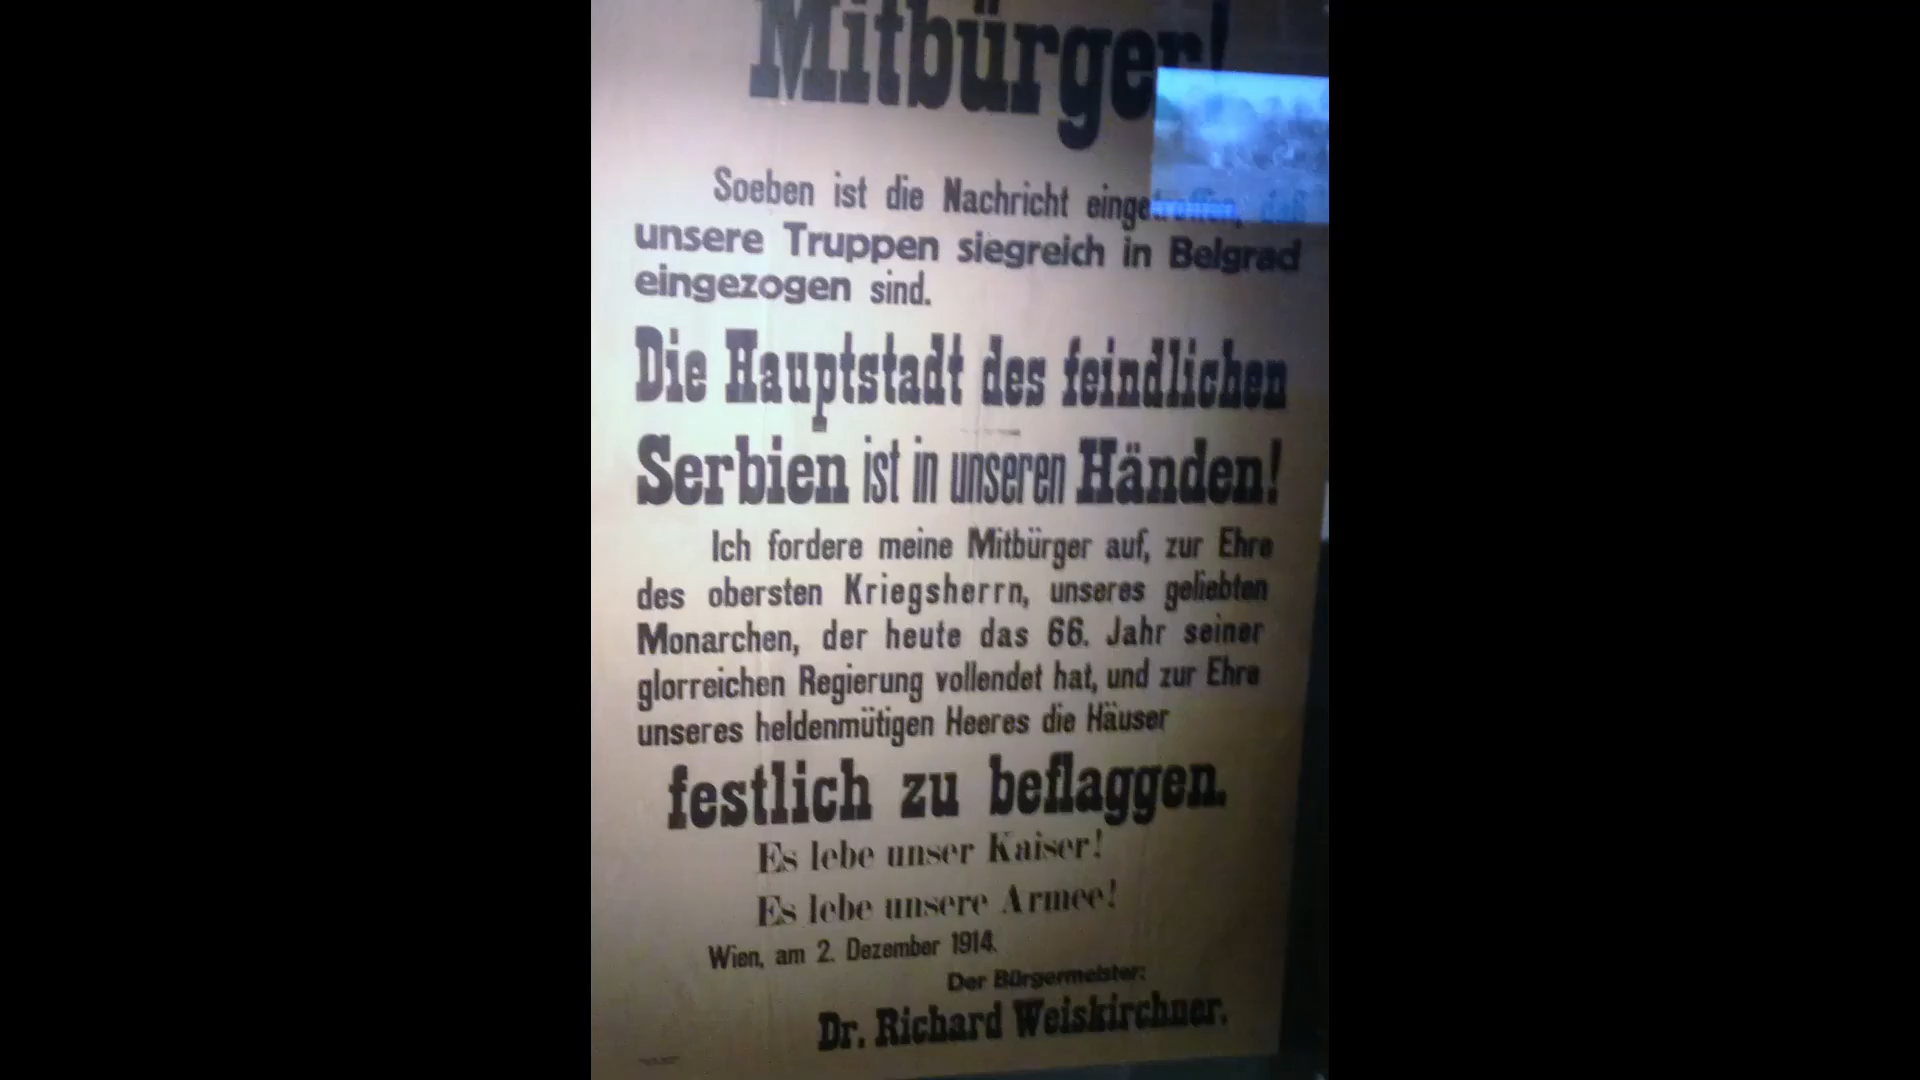 Mitbürger!
Soeben ist die Nachricht eingetroffen, daß
unsere Truppen siegreich in Belgrad
eingezogen sind.
Die Hauptstadt des feindlichen
Serbien ist in unseren Händen!
Ich fordere meine Mitbürger auf, zur Ehre
des obersten Kriegsherrn, unseres geliebten
Monarchen, der heute das 66. Jahr seiner
glorreichen Regierung vollendet hat, und zur Ehre
unseres heldenmütigen Heeres die Häuser
festlich zu beflaggen.
Es lebe unser Kaiser!
Es lebe unsere Armee!
Wien, am 2. Dezember 1914.
Der Bürgermeister:
Dr. Richard Weiskirchner.